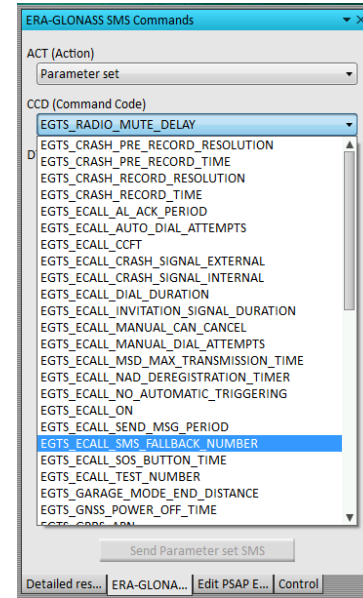 ERA-GLONASS SMS Commands
ACT (Action)
Parameter set
CCD (Command Code)
EGTS_RADIO_MUTE_DELAY
D
EGTS_CRASH_PRE_RECORD_RESOLUTION
EGTS_CRASH_PRE_RECORD_TIME
EGTS_CRASH_RECORD_RESOLUTION
EGTS_CRASH_RECORD_TIME
EGTS_ECALL_AL_ACK_PERIOD
EGTS_ECALL_AUTO_DIAL_ATTEMPTS
EGTS_ECALL_CCFT
EGTS_ECALL_CRASH_SIGNAL_EXTERNAL
EGTS_ECALL_CRASH_SIGNAL_INTERNAL
EGTS_ECALL_DIAL_DURATION
EGTS_ECALL_INVITATION_SIGNAL_DURATION
EGTS_ECALL_MANUAL_CAN_CANCEL
EGTS_ECALL_MANUAL_DIAL_ATTEMPTS
EGTS_ECALL_MSD_MAX_TRANSMISSION_TIME
EGTS_ECALL_NAD_DEREGISTRATION_TIMER
EGTS_ECALL_NO_AUTOMATIC_TRIGGERING
EGTS_ECALL_ON
EGTS_ECALL_SEND_MSG_PERIOD
EGTS_ECALL_SMS_FALLBACK_NUMBER
EGTS_ECALL_SOS_BUTTON_TIME
EGTS_ECALL_TEST_NUMBER
EGTS_GARAGE_MODE_END_DISTANCE
EGTS_GNSS_POWER_OFF_TIME
EGTS_GPRS_APN
Send Parameter set SMS
Detailed res... ERA-GLONA... Edit PSAP E... Control